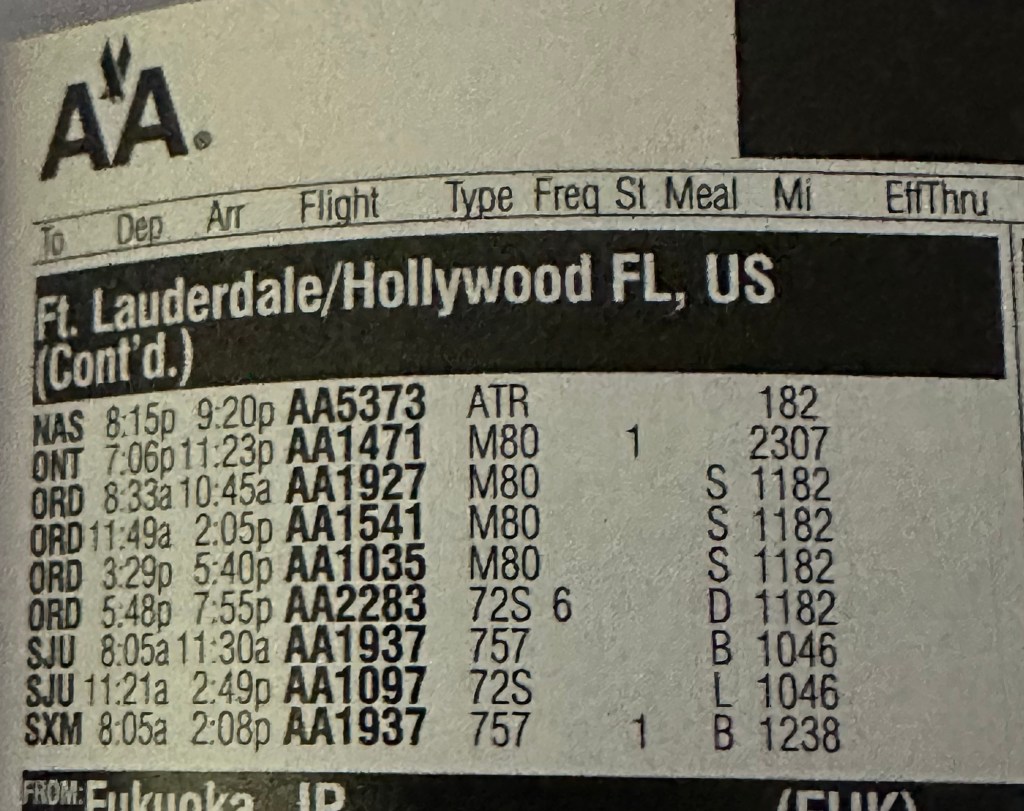 AA®
To Dep Arr Flight Type Freq St Meal Mi EffThru
Ft. Lauderdale/Hollywood FL, US
(Cont'd.)
NAS 8:15p 9:20p AA5373 ATR 182
ONT 7:06p 11:23p AA1471 M80 1 2307
ORD 8:33a 10:45a AA1927 M80 S 1182
ORD 11:49a 2:05p AA1541 M80 S 1182
ORD 3:29p 5:40p AA1035 M80 S 1182
ORD 5:48p 7:55p AA2283 72S 6 D 1182
SJU 8:05a 11:30a AA1937 757 B 1046
SJU 11:21a 2:49p AA1097 72S L 1046
SXM 8:05a 2:08p AA1937 757 1 B 1238
FROM: Fukuoka, JP (FUK)